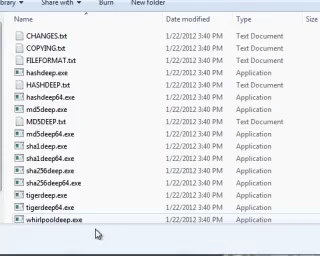 ibrary Share with Burn New folder
Name Date modified Type Size
CHANGES.txt 1/22/2012 3:40 PM Text Document
COPYING.txt 1/22/2012 3:40 PM Text Document
FILEFORMAT.txt 1/22/2012 3:40 PM Text Document
hashdeep.exe 1/22/2012 3:40 PM Application
HASHDEEP.txt 1/22/2012 3:40 PM Text Document
hashdeep64.exe 1/22/2012 3:40 PM Application
md5deep.exe 1/22/2012 3:40 PM Application
MD5DEEP.txt 1/22/2012 3:40 PM Text Document
md5deep64.exe 1/22/2012 3:40 PM Application
sha1deep.exe 1/22/2012 3:40 PM Application
sha1deep64.exe 1/22/2012 3:40 PM Application
sha256deep.exe 1/22/2012 3:40 PM Application
sha256deep64.exe 1/22/2012 3:40 PM Application
tigerdeep.exe 1/22/2012 3:40 PM Application
tigerdeep64.exe 1/22/2012 3:40 PM Application
whirlpooldeep.exe 1/22/2012 3:40 PM Application